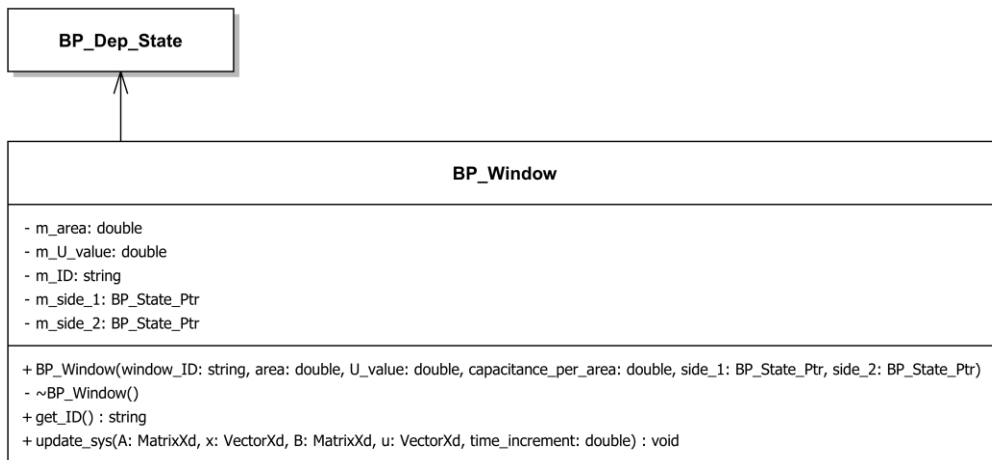 BP_Dep_State
BP_Window
- m_area: double
- m_U_value: double
- m_ID: string
- m_side_1: BP_State_Ptr
- m_side_2: BP_State_Ptr
+ BP_Window(window_ID: string, area: double, U_value: double, capacitance_per_area: double, side_1: BP_State_Ptr, side_2: BP_State_Ptr)
- ~BP_Window()
+ get_ID() : string
+ update_sys(A: MatrixXd, x: VectorXd, B: MatrixXd, u: VectorXd, time_increment: double) : void